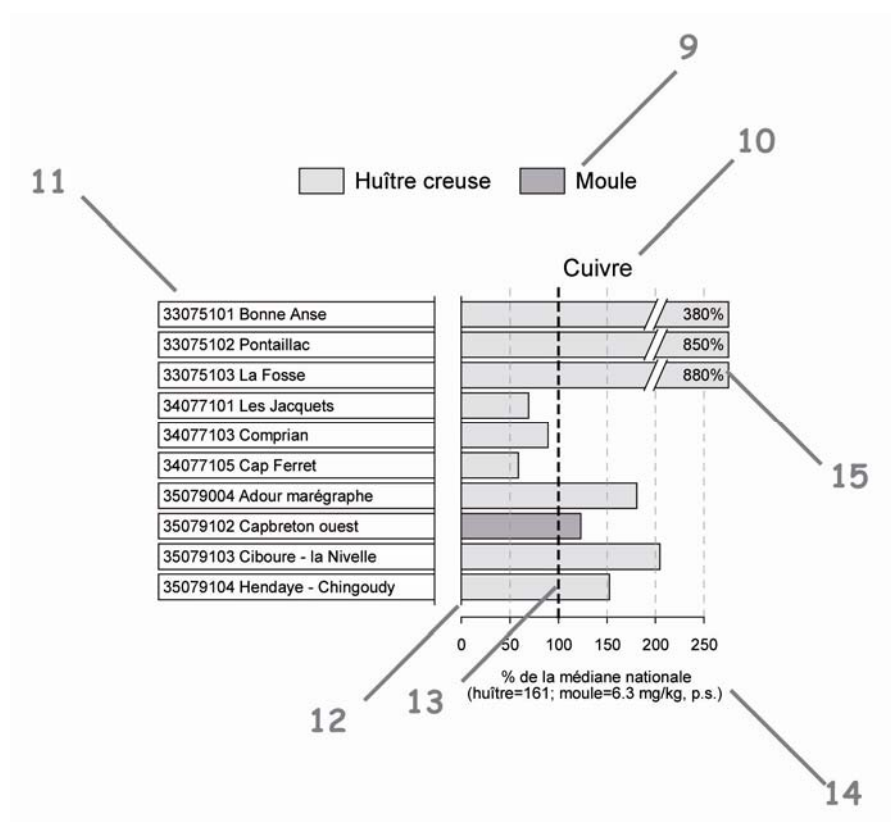 9
10
11
Huître creuse Moule
Cuivre
33075101 Bonne Anse 380%
33075102 Pontaillac 850%
33075103 La Fosse 880%
34077101 Les Jacquets
34077103 Comprian
34077105 Cap Ferret
15
35079004 Adour marégraphe
35079102 Capbreton ouest
35079103 Ciboure - la Nivelle
35079104 Hendaye - Chingoudy
0 50 100 150 200 250
% de la médiane nationale
(huître=161; moule=6.3 mg/kg, p.s.)
12
13
14